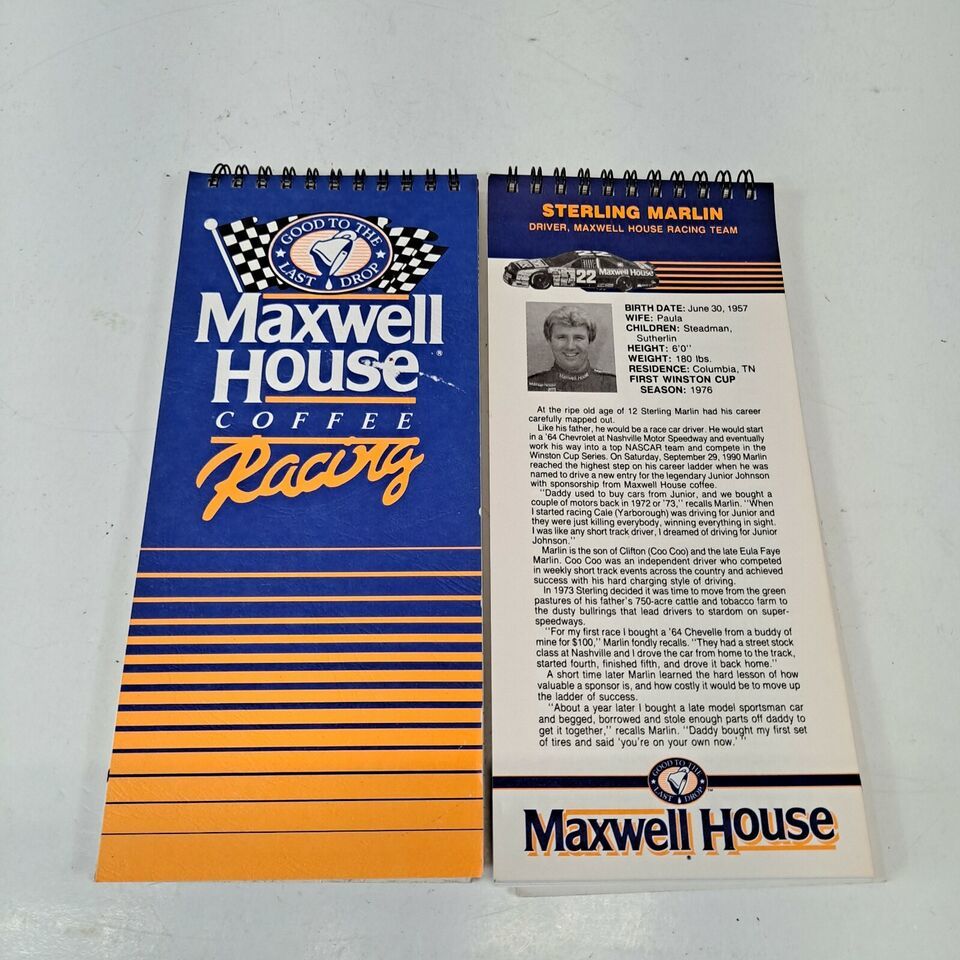 GOOD TO THE
LAST DROP
Maxwell
House
COFFEE
Racing
STERLING MARLIN
DRIVER, MAXWELL HOUSE RACING TEAM
22 Maxwell House
BIRTH DATE: June 30, 1957
WIFE: Paula
CHILDREN: Steadman,
Sutherlin
HEIGHT: 6'0''
WEIGHT: 180 lbs.
RESIDENCE: Columbia, TN
FIRST WINSTON CUP
SEASON: 1976
At the ripe old age of 12 Sterling Marlin had his career
carefully mapped out.
Like his father, he would be a race car driver. He would start
in a '64 Chevrolet at Nashville Motor Speedway and eventually
work his way into a top NASCAR team and compete in the
Winston Cup Series. On Saturday, September 29, 1990 Marlin
reached the highest step on his career ladder when he was
named to drive a new entry for the legendary Junior Johnson
with sponsorship from Maxwell House coffee.
"Daddy used to buy cars from Junior, and we bought a
couple of motors back in 1972 or '73," recalls Marlin. "When
I started racing Cale (Yarborough) was driving for Junior and
they were just killing everybody, winning everything in sight.
I was like any short track driver, I dreamed of driving for Junior
Johnson."
Marlin is the son of Clifton (Coo Coo) and the late Eula Faye
Marlin. Coo Coo was an independent driver who competed
in weekly short track events across the country and achieved
success with his hard charging style of driving.
In 1973 Sterling decided it was time to move from the green
pastures of his father's 750-acre cattle and tobacco farm to
the dusty bullrings that lead drivers to stardom on super-
speedways.
"For my first race I bought a '64 Chevelle from a buddy of
mine for $100," Marlin fondly recalls. "They had a street stock
class at Nashville and I drove the car from home to the track,
started fourth, finished fifth, and drove it back home."
A short time later Marlin learned the hard lesson of how
valuable a sponsor is, and how costly it would be to move up
the ladder of success.
"About a year later I bought a late model sportsman car
and begged, borrowed and stole enough parts off daddy to
get it together," recalls Marlin. "Daddy bought my first set
of tires and said 'you're on your own now.' "
GOOD TO THE
LAST DROP
Maxwell House